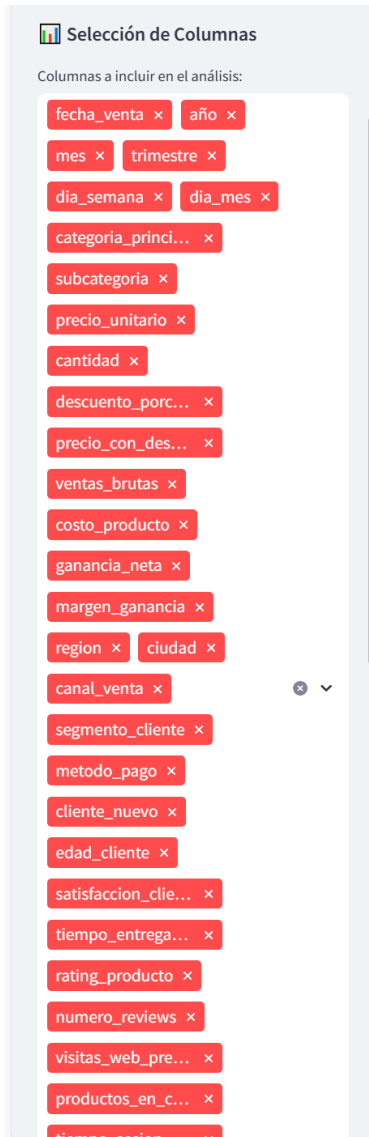 Selección de Columnas
Columnas a incluir en el análisis:
fecha_venta × año ×
mes × trimestre ×
dia_semana × dia_mes ×
categoria_princi... ×
subcategoria ×
precio_unitario ×
cantidad ×
descuento_porc... ×
precio_con_des... ×
ventas_brutas ×
costo_producto ×
ganancia_neta ×
margen_ganancia ×
region × ciudad ×
canal_venta ×
segmento_cliente ×
metodo_pago ×
cliente_nuevo ×
edad_cliente ×
satisfaccion_clie... ×
tiempo_entrega... ×
rating_producto ×
numero_reviews ×
visitas_web_pre... ×
productos_en_c... ×